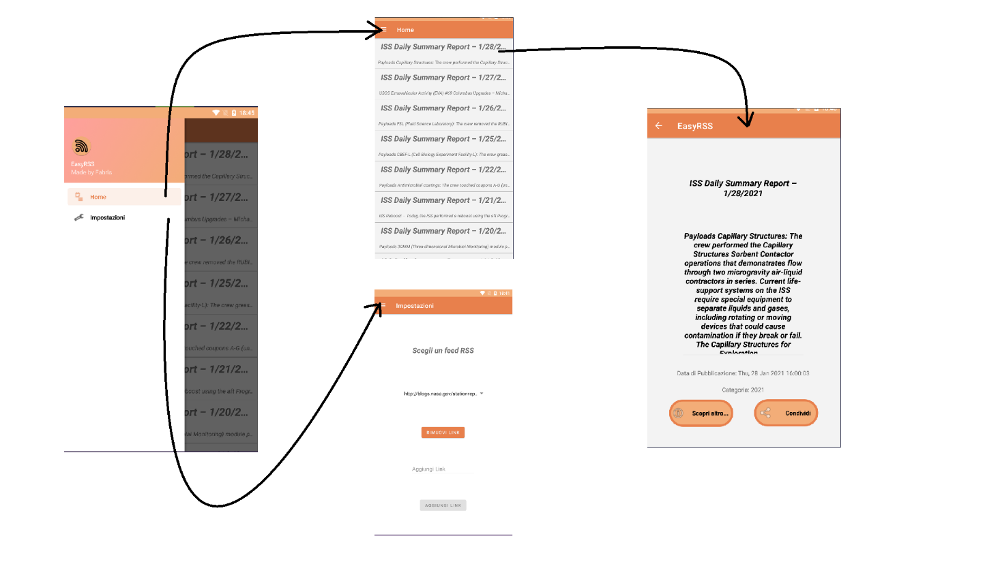 18:45
EasyRSS
Made by Fabris
Home
Impostazioni
ort – 1/28/2...
ormed the Capillary Struc..
ort – 1/27/2...
mbus Upgrades – Micha..
ort – 1/26/2...
e crew removed the RUBI..
ort – 1/25/2...
acility-L): The crew greas..
ort – 1/22/2...
touched coupons A-G (un..
ort – 1/21/2...
boost using the aft Progr..
ort – 1/20/2...
ial Monitoring) module p..
Home
ISS Daily Summary Report – 1/28/2...
Payloads Capillary Structures: The crew performed the Capillary Struc..
ISS Daily Summary Report – 1/27/2...
USOS Extravehicular Activity (EVA) #69 Columbus Upgrades – Micha..
ISS Daily Summary Report – 1/26/2...
Payloads FSL (Fluid Science Laboratory): The crew removed the RUBI..
ISS Daily Summary Report – 1/25/2...
Payloads CBEF-L (Cell Biology Experiment Facility-L): The crew greas..
ISS Daily Summary Report – 1/22/2...
Payloads Antimicrobial coatings: The crew touched coupons A-G (un..
ISS Daily Summary Report – 1/21/2...
ISS Reboost – Today, the ISS performed a reboost using the aft Progr..
ISS Daily Summary Report – 1/20/2...
Payloads 3DMM (Three-dimensional Microbial Monitoring) module p..
18:41
Impostazioni
Scegli un feed RSS
http://blogs.nasa.gov/stationrep..
RIMUOVI LINK
Aggiungi Link
AGGIUNGI LINK
EasyRSS
ISS Daily Summary Report –
1/28/2021
Payloads Capillary Structures: The
crew performed the Capillary
Structures Sorbent Contactor
operations that demonstrates flow
through two microgravity air-liquid
contractors in series. Current life-
support systems on the ISS
require special equipment to
separate liquids and gases,
including rotating or moving
devices that could cause
contamination if they break or fail.
The Capillary Structures for
Exploration
Data di Pubblicazione: Thu, 28 Jan 2021 16:00:03
Categoria: 2021
Scopri altro...
Condividi